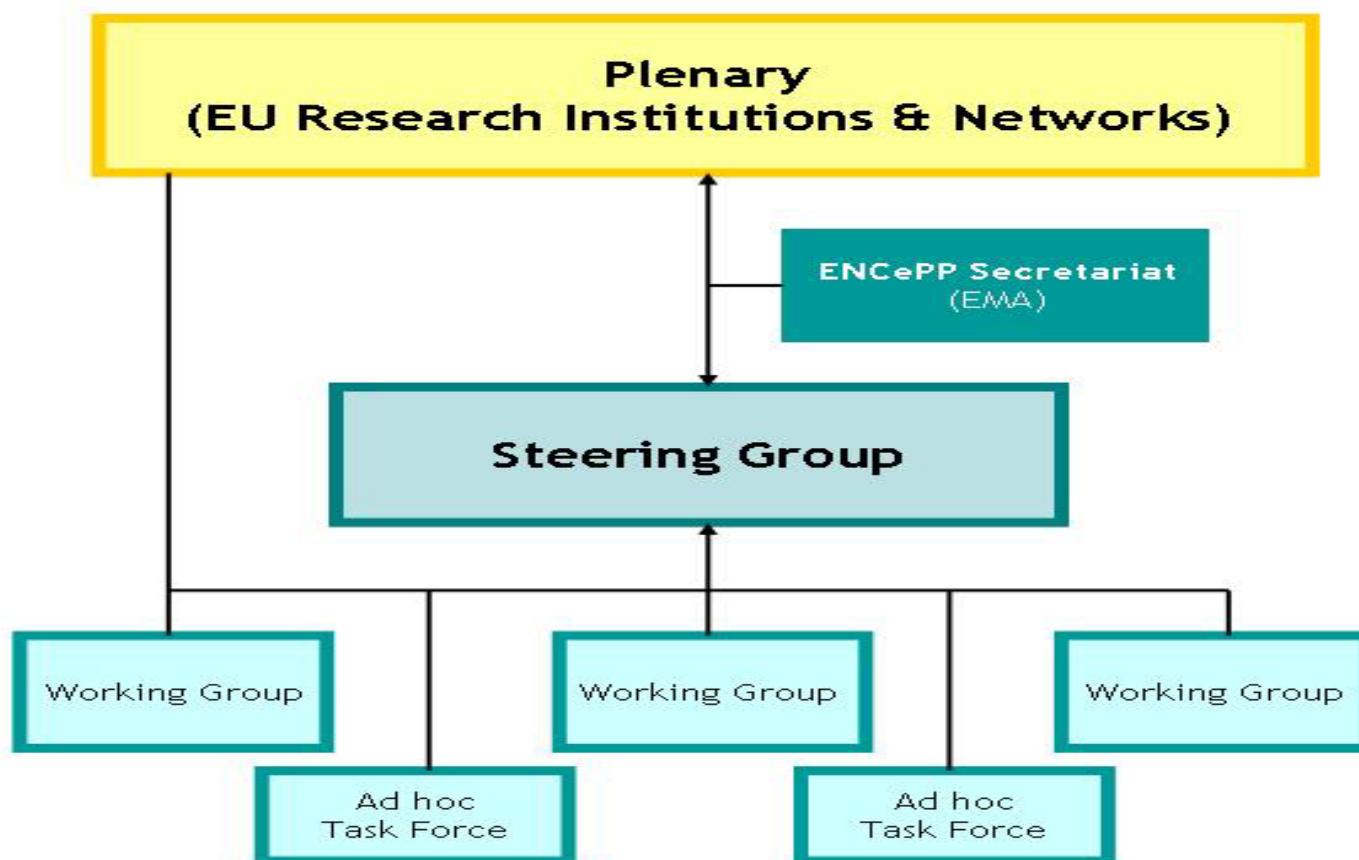 Plenary
(EU Research Institutions & Networks)
ENCePP Secretariat
(EMA)
Steering Group
Working Group
Working Group
Working Group
Ad hoc
Task Force
Ad hoc
Task Force